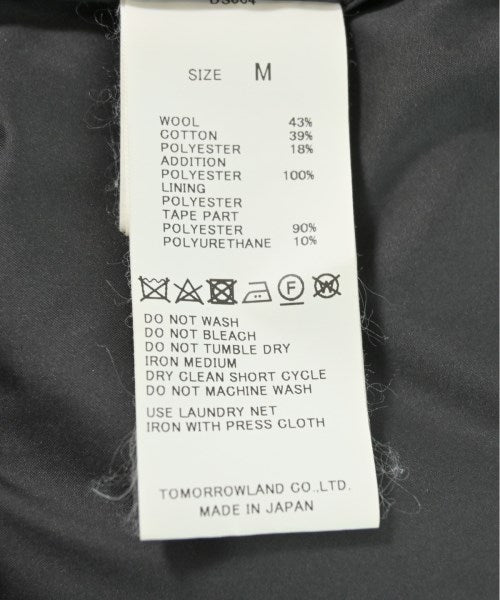 SIZE M
WOOL 43%
COTTON 39%
POLYESTER 18%
ADDITION
POLYESTER 100%
LINING
POLYESTER
TAPE PART
POLYESTER 90%
POLYURETHANE 10%
F W
DO NOT WASH
DO NOT BLEACH
DO NOT TUMBLE DRY
IRON MEDIUM
DRY CLEAN SHORT CYCLE
DO NOT MACHINE WASH
USE LAUNDRY NET
IRON WITH PRESS CLOTH
TOMORROWLAND CO.,LTD.
MADE IN JAPAN